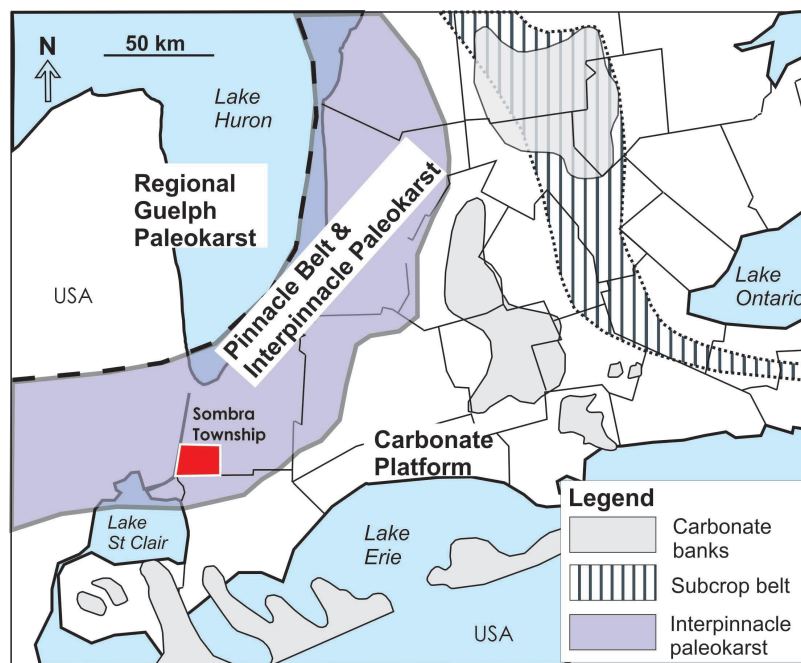 N
50 km
Lake
Huron
Regional
Guelph
Paleokarst
Pinnacle Belt &
Interpinnacle Paleokarst
USA
Lake
Ontario
Sombra
Township
Carbonate
Platform
Lake
St Clair
Lake
Erie
USA
Legend
Carbonate
banks
Subcrop belt
Interpinnacle
paleokarst